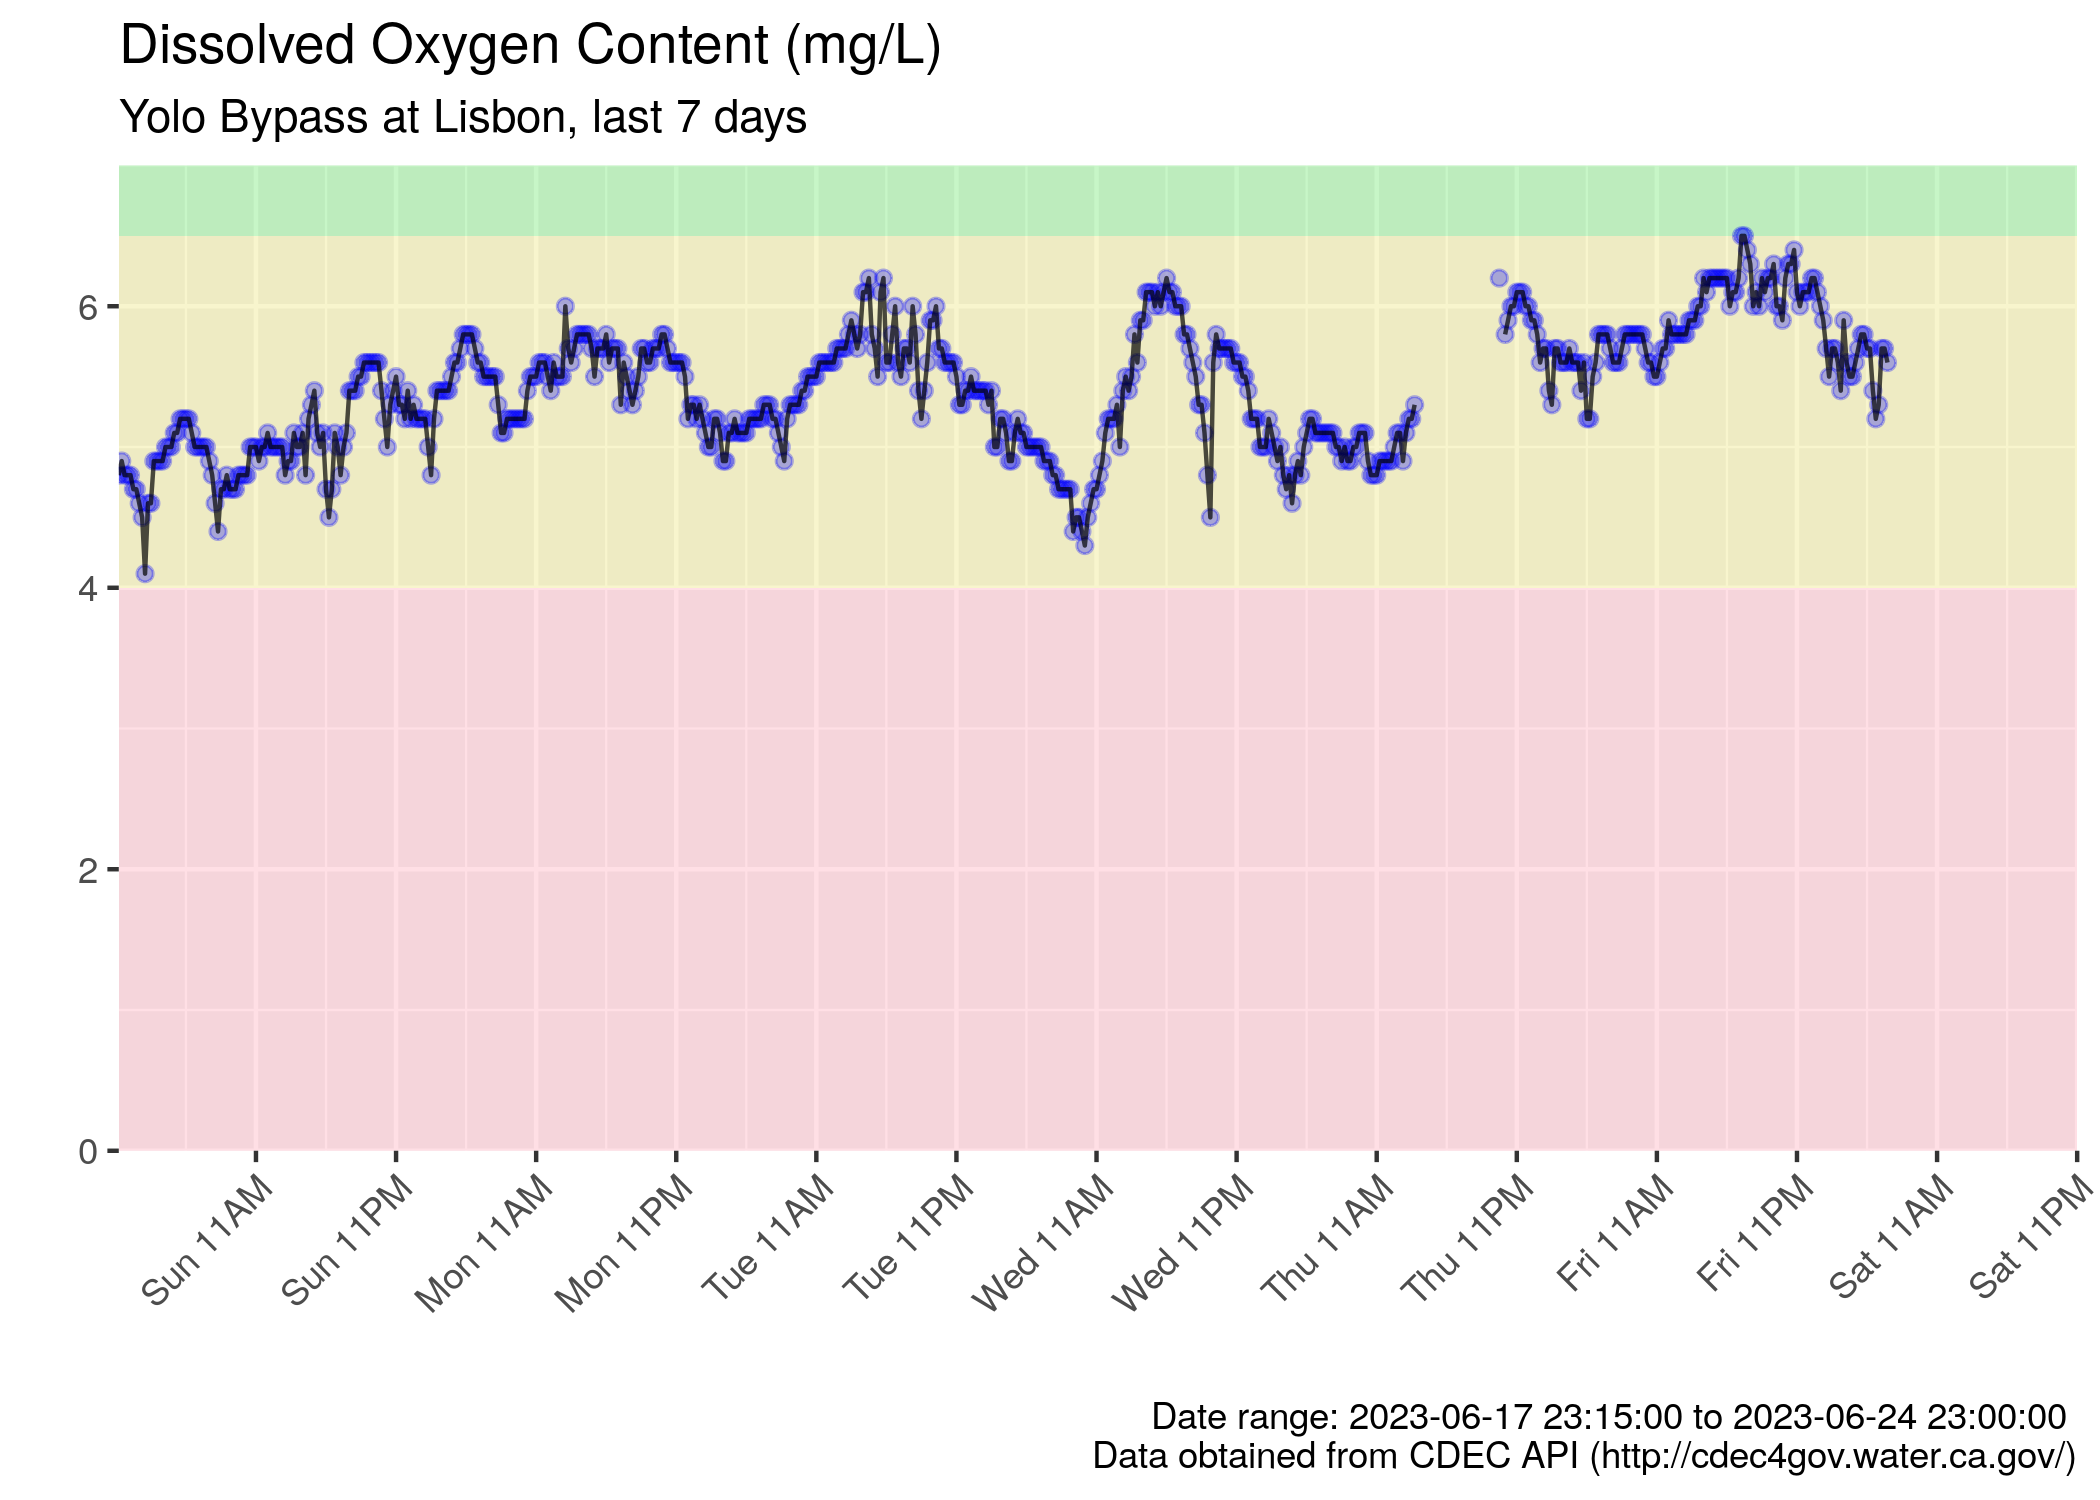 Dissolved Oxygen Content (mg/L)
Yolo Bypass at Lisbon, last 7 days
6
4
2
0
Sun 11AM
Sun 11PM
Mon 11AM
Mon 11PM
Tue 11AM
Tue 11PM
Wed 11AM
Wed 11PM
Thu 11AM
Thu 11PM
Fri 11AM
Fri 11PM
Sat 11AM
Sat 11PM
Date range: 2023-06-17 23:15:00 to 2023-06-24 23:00:00
Data obtained from CDEC API (http://cdec4gov.water.ca.gov/)